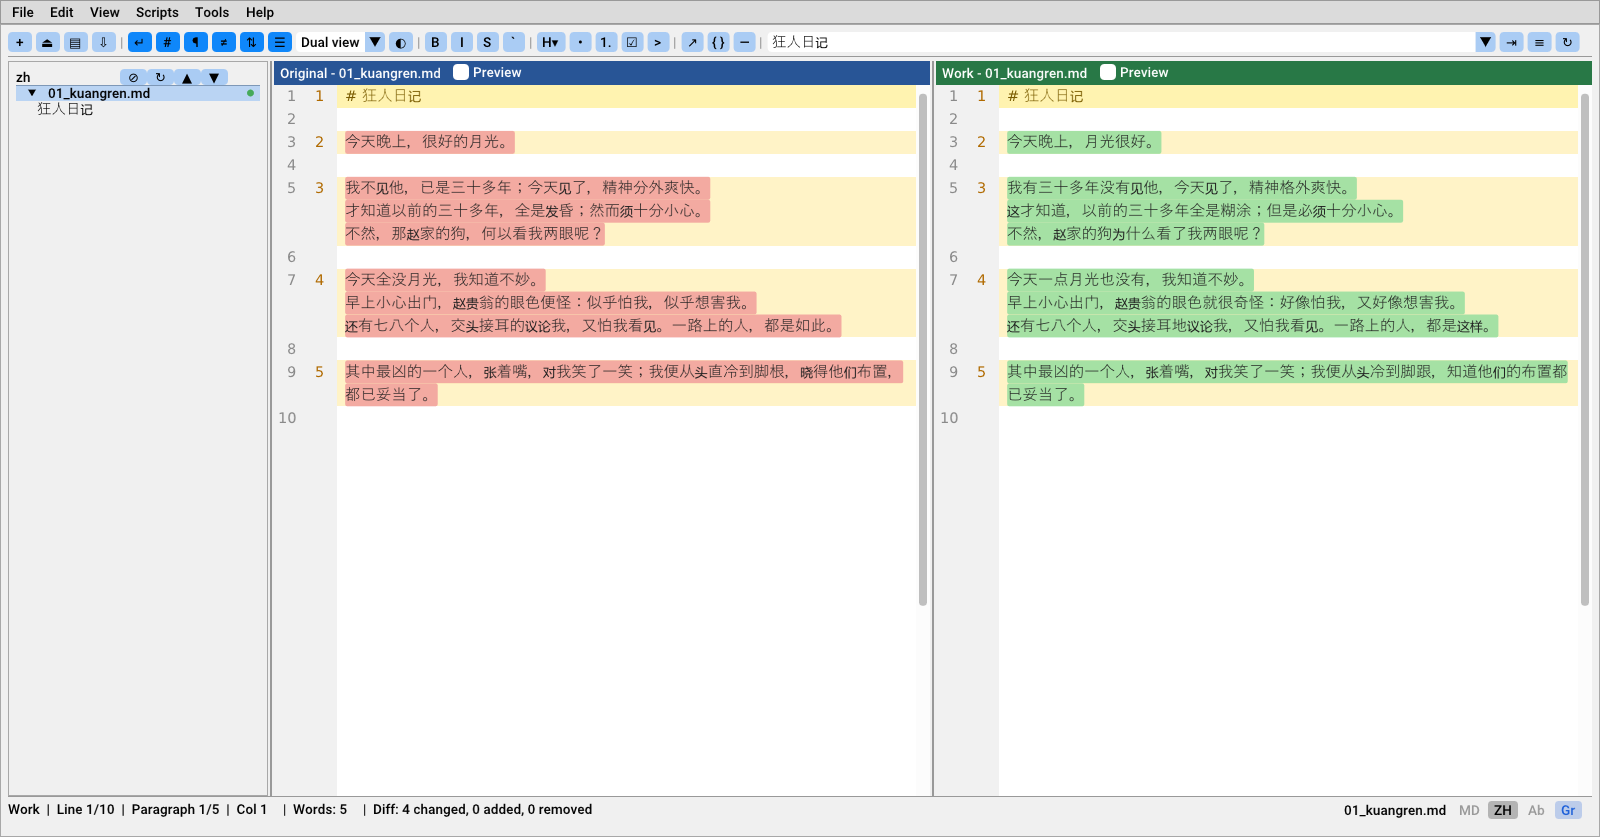 File Edit View Scripts Tools Help
+ ⏏ ▤ ⇩ | ↵ # ¶ ≠ ⇅ ☰ Dual view ▼ ◐ | B I S ` | H▾ • 1. ☑ > | ↗ { } — | 狂人日记 ▼ ⇥ ≡ ↻
zh ⊘ ↻ ▲ ▼
▼ 01_kuangren.md
狂人日记
Original - 01_kuangren.md Preview
1 1 # 狂人日记
2
3 2 今天晚上，很好的月光。
4
5 3 我不见他，已是三十多年；今天见了，精神分外爽快。
才知道以前的三十多年，全是发昏；然而须十分小心。
不然，那赵家的狗，何以看我两眼呢？
6
7 4 今天全没月光，我知道不妙。
早上小心出门，赵贵翁的眼色便怪：似乎怕我，似乎想害我。
还有七八个人，交头接耳的议论我，又怕我看见。一路上的人，都是如此。
8
9 5 其中最凶的一个人，张着嘴，对我笑了一笑；我便从头直冷到脚根，晓得他们布置，
都已妥当了。
10
Work - 01_kuangren.md Preview
1 1 # 狂人日记
2
3 2 今天晚上，月光很好。
4
5 3 我有三十多年没有见他，今天见了，精神格外爽快。
这才知道，以前的三十多年全是糊涂；但是必须十分小心。
不然，赵家的狗为什么看了我两眼呢？
6
7 4 今天一点月光也没有，我知道不妙。
早上小心出门，赵贵翁的眼色就很奇怪：好像怕我，又好像想害我。
还有七八个人，交头接耳地议论我，又怕我看见。一路上的人，都是这样。
8
9 5 其中最凶的一个人，张着嘴，对我笑了一笑；我便从头冷到脚跟，知道他们的布置都
已妥当了。
10
Work | Line 1/10 | Paragraph 1/5 | Col 1 | Words: 5 | Diff: 4 changed, 0 added, 0 removed
01_kuangren.md MD ZH Ab Gr